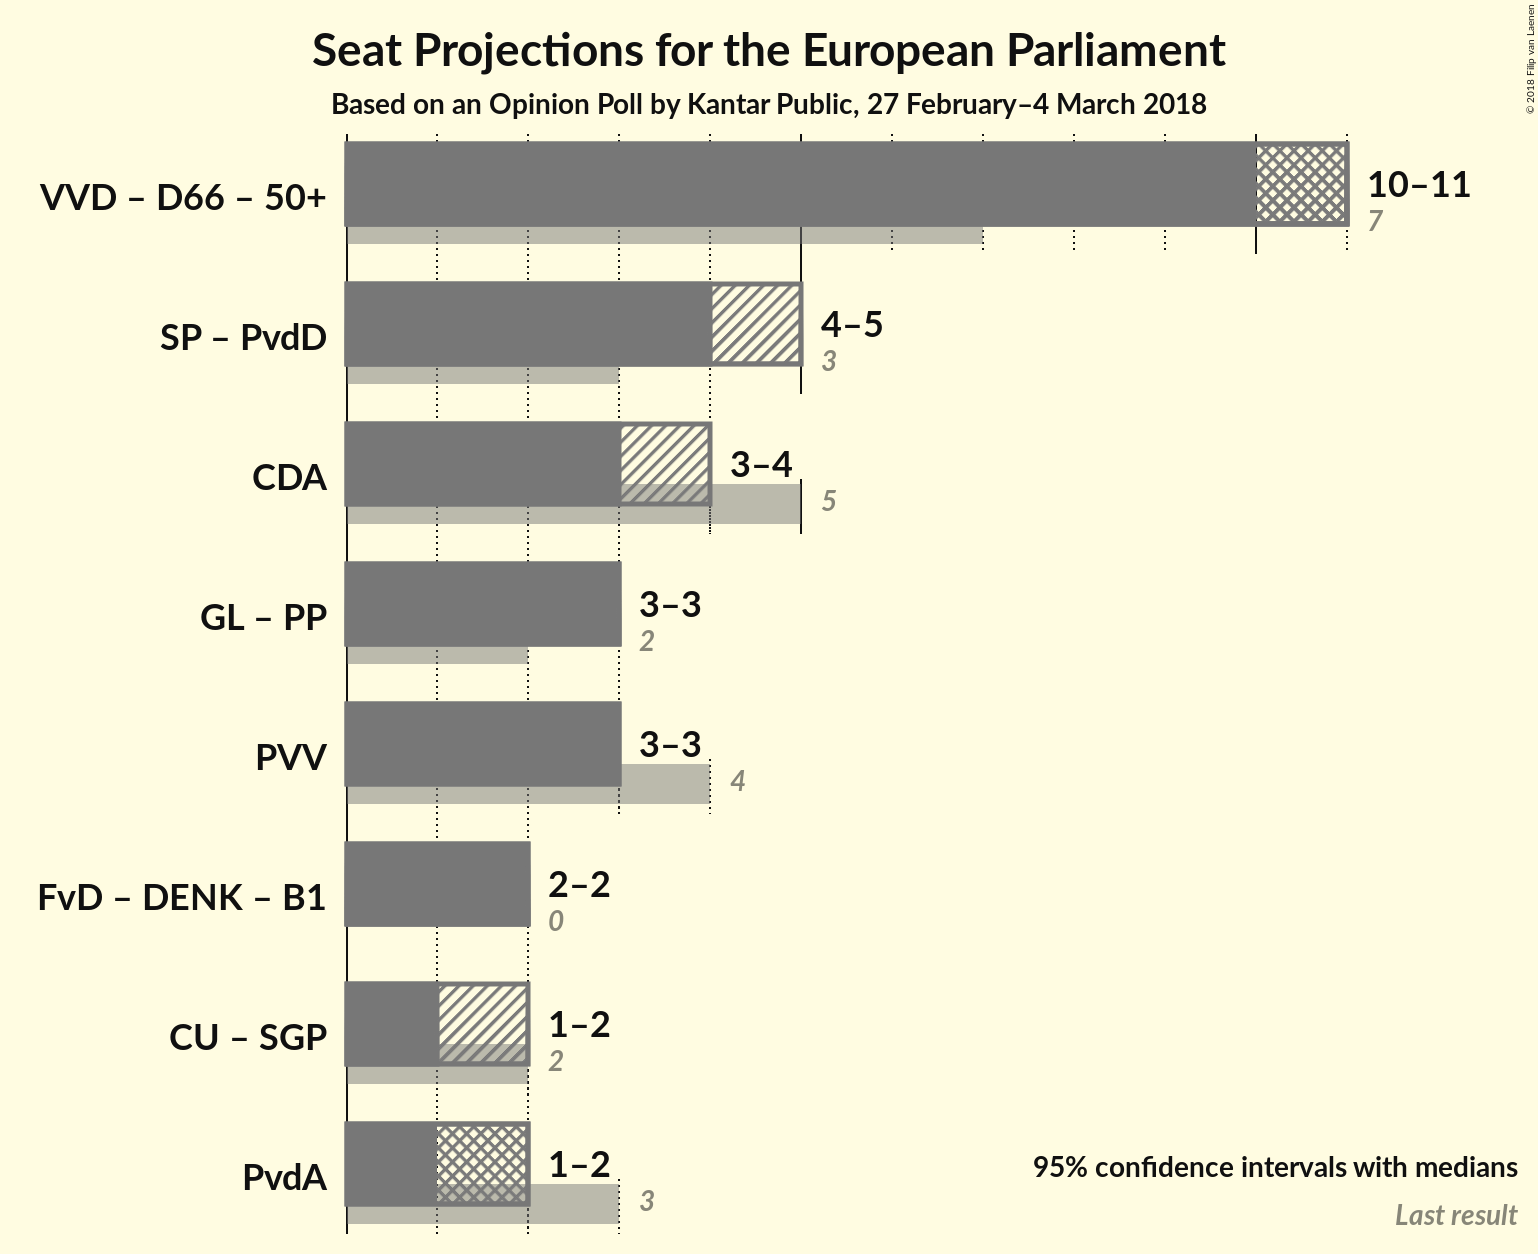 Seat Projections for the European Parliament
Based on an Opinion Poll by Kantar Public, 27 February–4 March 2018
© 2018 Filip van Laenen
VVD – D66 – 50+
10–11
7
SP – PvdD
4–5
3
CDA
3–4
5
GL – PP
3–3
2
PVV
3–3
4
FvD – DENK – B1
2–2
0
CU – SGP
1–2
2
PvdA
1–2
3
95% confidence intervals with medians
Last result